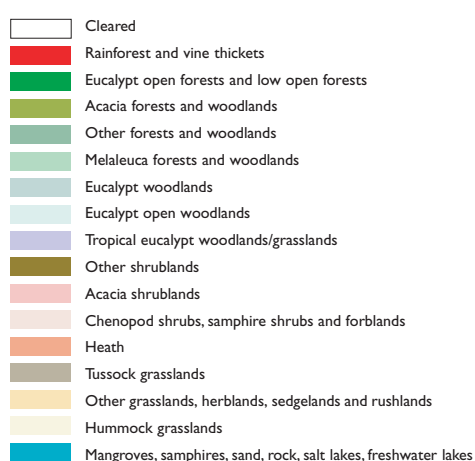 Cleared
Rainforest and vine thickets
Eucalypt open forests and low open forests
Acacia forests and woodlands
Other forests and woodlands
Melaleuca forests and woodlands
Eucalypt woodlands
Eucalypt open woodlands
Tropical eucalypt woodlands/grasslands
Other shrublands
Acacia shrublands
Chenopod shrubs, samphire shrubs and forblands
Heath
Tussock grasslands
Other grasslands, herblands, sedgelands and rushlands
Hummock grasslands
Mangroves, samphires, sand, rock, salt lakes, freshwater lakes